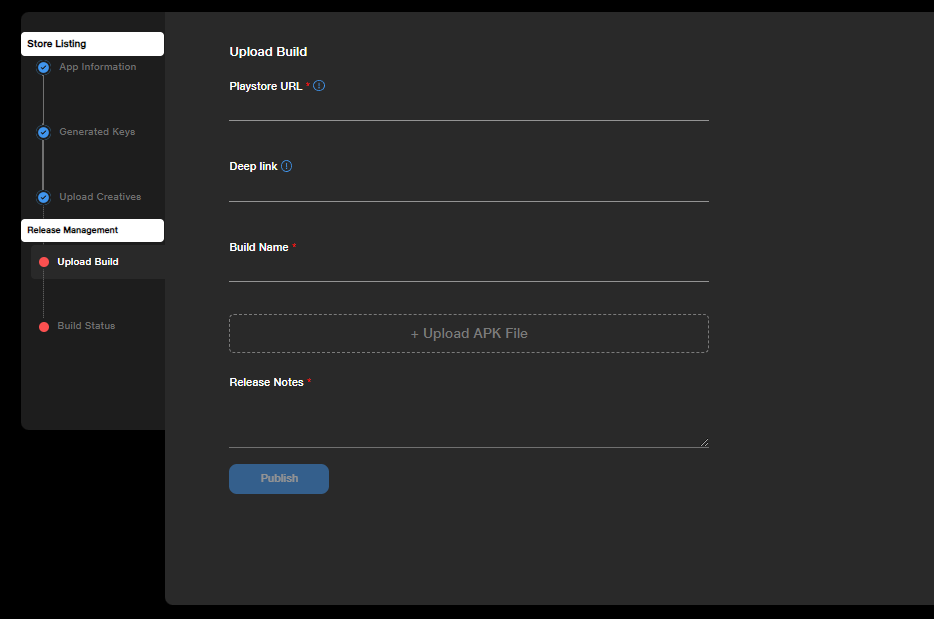 Store Listing
App Information
Generated Keys
Upload Creatives
Release Management
Upload Build
Build Status
Upload Build
Playstore URL *
Deep link
Build Name *
+ Upload APK File
Release Notes *
Publish